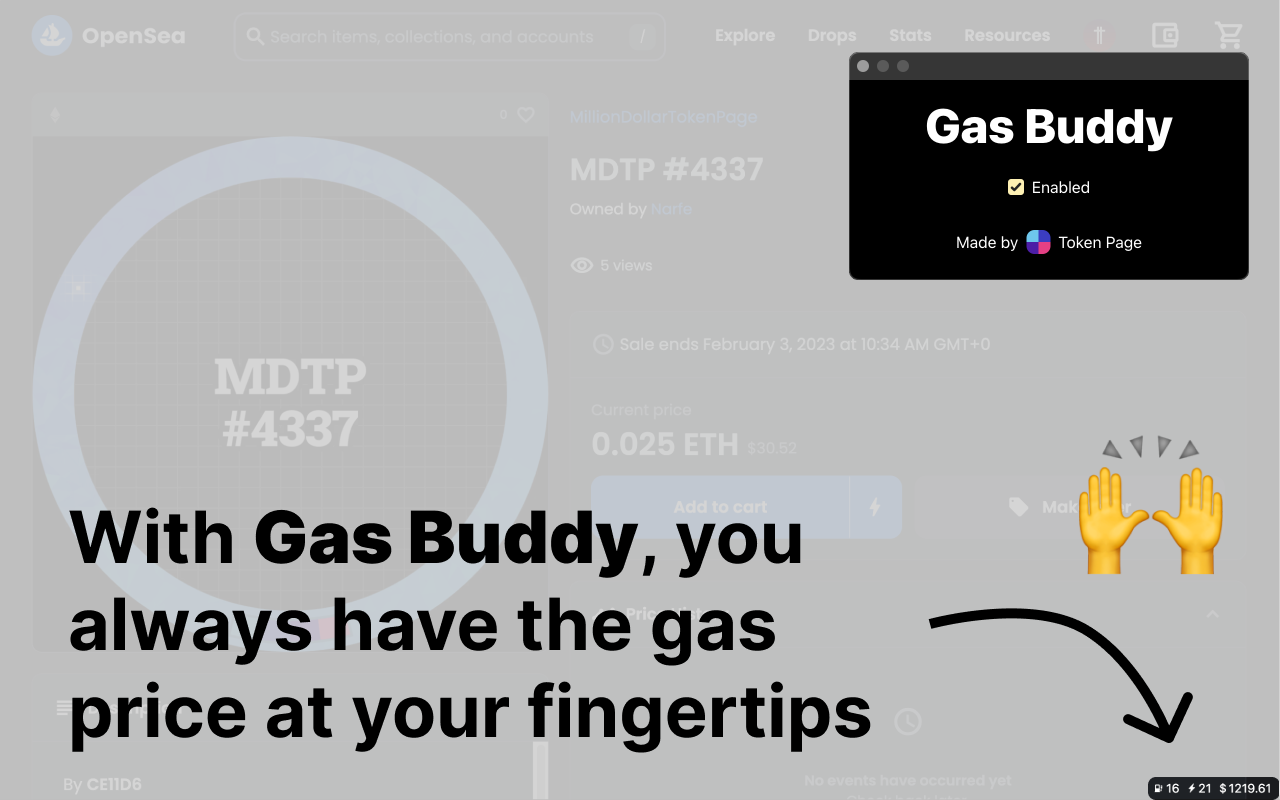 OpenSea
Search items, collections, and accounts
/
Explore
Drops
Stats
Resources
Gas Buddy
Enabled
Made by Token Page
0
MillionDollarTokenPage
MDTP #4337
Owned by Narfe
5 views
MDTP
#4337
Sale ends February 3, 2023 at 10:34 AM GMT+0
Current price
0.025 ETH $30.52
Add to cart
With Gas Buddy, you
always have the gas
price at your fingertips
By CE11D6
No events have occurred yet
16 21 $1219.61